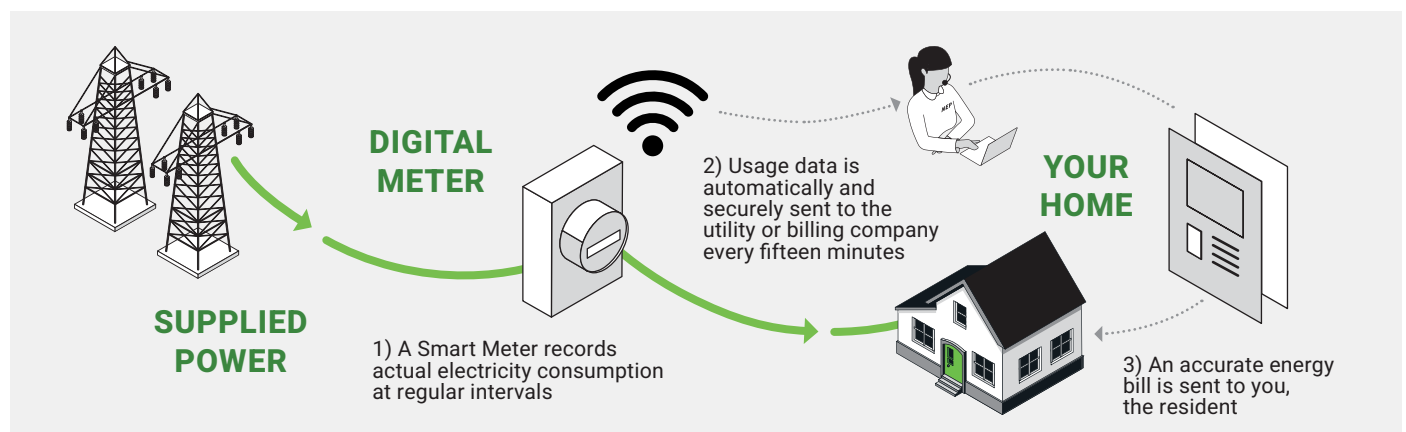 DIGITAL
METER
SUPPLIED
POWER
1) A Smart Meter records
actual electricity consumption
at regular intervals
2) Usage data is
automatically and
securely sent to the
utility or billing company
every fifteen minutes
MEP
YOUR
HOME
3) An accurate energy
bill is sent to you,
the resident